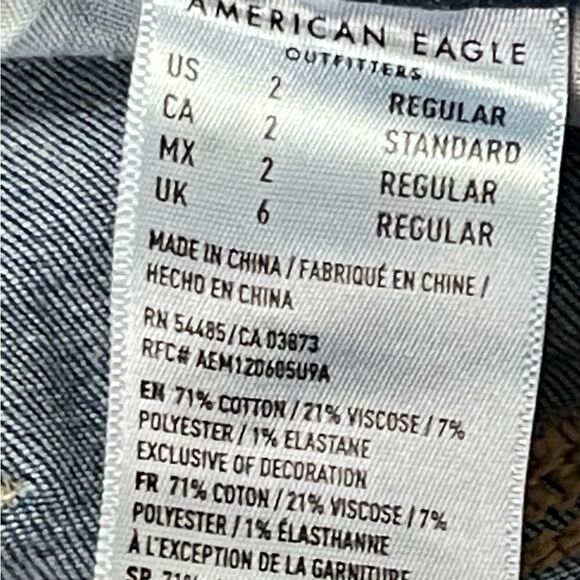 AMERICAN EAGLE
OUTFITTERS
US 2 REGULAR
CA 2 STANDARD
MX 2 REGULAR
UK 6 REGULAR
MADE IN CHINA / FABRIQUÉ EN CHINE /
HECHO EN CHINA
RN 54485/CA 03873
RFC# AEM120605U9A
EN 71% COTTON / 21% VISCOSE / 7%
POLYESTER / 1% ELASTANE
EXCLUSIVE OF DECORATION
FR 71% COTON / 21% VISCOSE / 7%
POLYESTER / 1% ÉLASTHANNE
À L'EXCEPTION DE LA GARNITURE
SP 71%